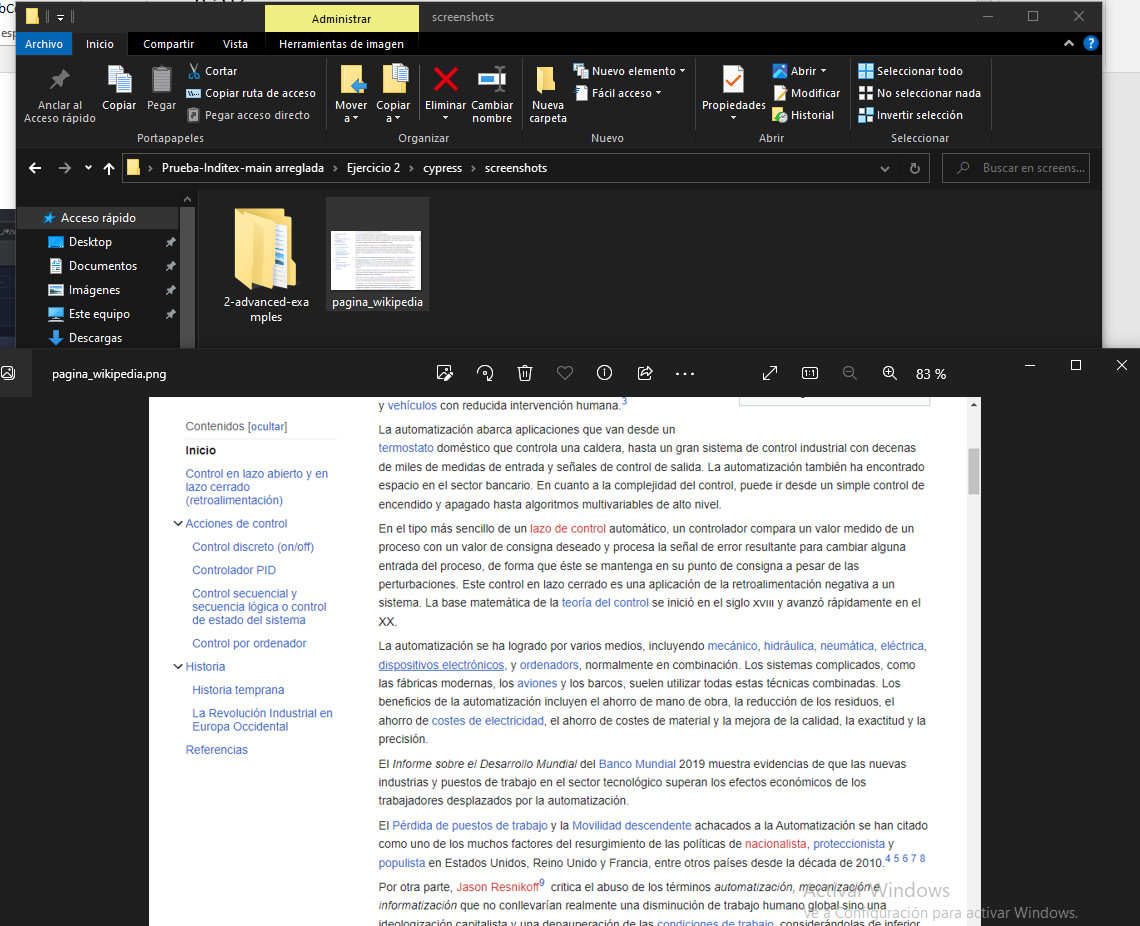 Administrar
screenshots
Archivo
Inicio
Compartir
Vista
Herramientas de imagen
Anclar al
Acceso rápido
Copiar
Pegar
Cortar
Copiar ruta de acceso
Pegar acceso directo
Portapapeles
Mover
a
Copiar
a
Eliminar
Cambiar
nombre
Organizar
Nueva
carpeta
Nuevo elemento
Fácil acceso
Nuevo
Propiedades
Abrir
Modificar
Historial
Abrir
Seleccionar todo
No seleccionar nada
Invertir selección
Seleccionar
Prueba-Inditex-main arreglada > Ejercicio 2 > cypress > screenshots
Buscar en screens...
Acceso rápido
Desktop
Documentos
Imágenes
Este equipo
Descargas
2-advanced-exa
mples
pagina_wikipedia
pagina_wikipedia.png
83 %
Contenidos [ocultar]
Inicio
Control en lazo abierto y en
lazo cerrado
(retroalimentación)
Acciones de control
Control discreto (on/off)
Controlador PID
Control secuencial y
secuencia lógica o control
de estado del sistema
Control por ordenador
Historia
Historia temprana
La Revolución Industrial en
Europa Occidental
Referencias
y vehículos con reducida intervención humana.3
La automatización abarca aplicaciones que van desde un
termostato doméstico que controla una caldera, hasta un gran sistema de control industrial con decenas
de miles de medidas de entrada y señales de control de salida. La automatización también ha encontrado
espacio en el sector bancario. En cuanto a la complejidad del control, puede ir desde un simple control de
encendido y apagado hasta algoritmos multivariables de alto nivel.
En el tipo más sencillo de un lazo de control automático, un controlador compara un valor medido de un
proceso con un valor de consigna deseado y procesa la señal de error resultante para cambiar alguna
entrada del proceso, de forma que éste se mantenga en su punto de consigna a pesar de las
perturbaciones. Este control en lazo cerrado es una aplicación de la retroalimentación negativa a un
sistema. La base matemática de la teoría del control se inició en el siglo XVIII y avanzó rápidamente en el
XX.
La automatización se ha logrado por varios medios, incluyendo mecánico, hidráulica, neumática, eléctrica,
dispositivos electrónicos, y ordenadors, normalmente en combinación. Los sistemas complicados, como
las fábricas modernas, los aviones y los barcos, suelen utilizar todas estas técnicas combinadas. Los
beneficios de la automatización incluyen el ahorro de mano de obra, la reducción de los residuos, el
ahorro de costes de electricidad, el ahorro de costes de material y la mejora de la calidad, la exactitud y la
precisión.
El Informe sobre el Desarrollo Mundial del Banco Mundial 2019 muestra evidencias de que las nuevas
industrias y puestos de trabajo en el sector tecnológico superan los efectos económicos de los
trabajadores desplazados por la automatización.
El Pérdida de puestos de trabajo y la Movilidad descendente achacados a la Automatización se han citado
como uno de los muchos factores del resurgimiento de las políticas de nacionalista, proteccionista y
populista en Estados Unidos, Reino Unido y Francia, entre otros países desde la década de 2010.4 5 6 7 8
Por otra parte, Jason Resnikoff9 critica el abuso de los términos automatización, mecanización e
informatización que no conllevarían realmente una disminución de trabajo humano global sino una
ideologización capitalista y una depauperación de las condiciones de trabajo, considerándolas de inferior
Activar Windows
Ve a Configuración para activar Windows.